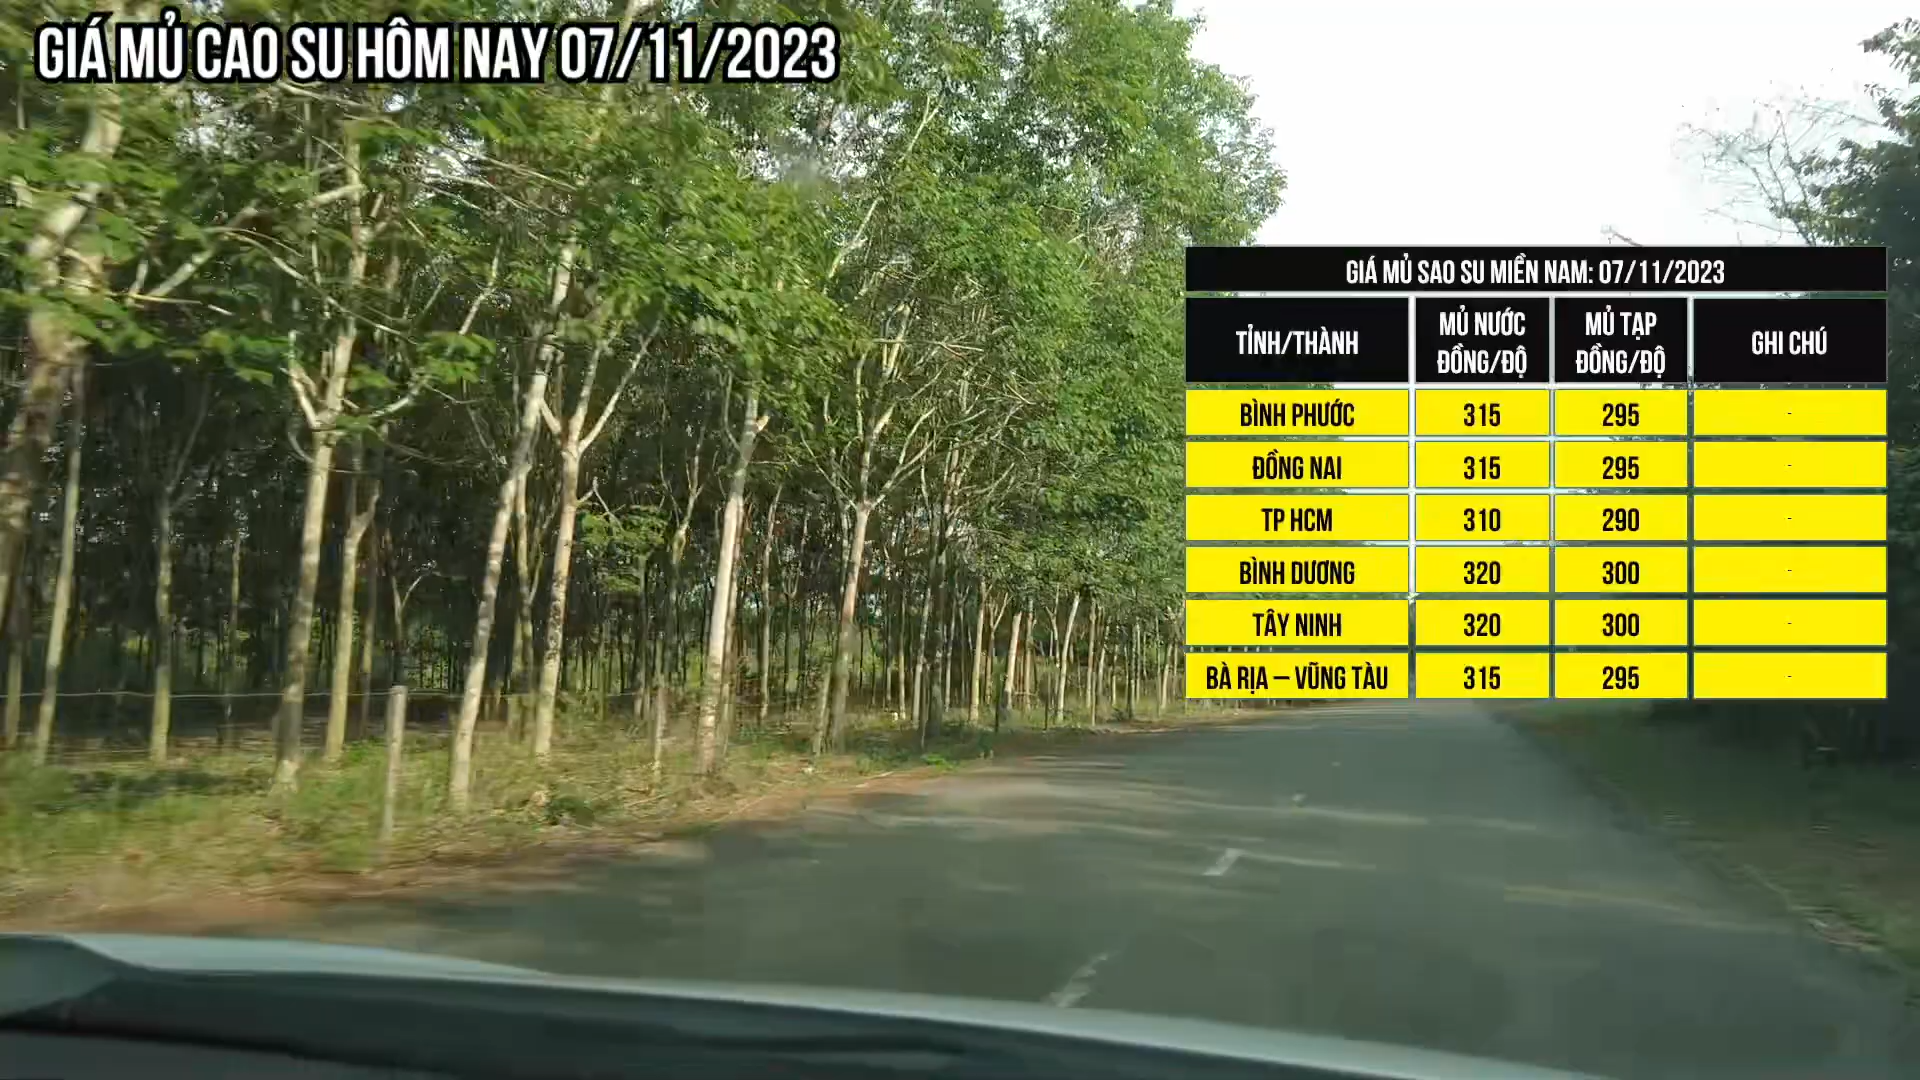 GIÁ MỦ CAO SU HÔM NAY 07/11/2023
GIÁ MỦ SAO SU MIỀN NAM: 07/11/2023
TỈNH/THÀNH MỦ NƯỚC ĐỒNG/ĐỘ MỦ TẠP ĐỒNG/ĐỘ GHI CHÚ
BÌNH PHƯỚC 315 295 -
ĐỒNG NAI 315 295 -
TP HCM 310 290 -
BÌNH DƯƠNG 320 300 -
TÂY NINH 320 300 -
BÀ RỊA – VŨNG TÀU 315 295 -